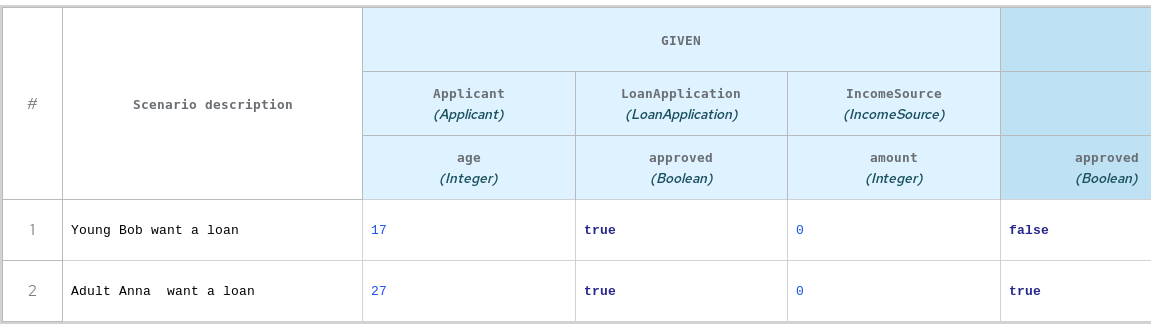 GIVEN
#
Scenario description
Applicant
(Applicant)
LoanApplication
(LoanApplication)
IncomeSource
(IncomeSource)
age
(Integer)
approved
(Boolean)
amount
(Integer)
approved
(Boolean)
1 Young Bob want a loan 17 true 0 false
2 Adult Anna  want a loan 27 true 0 true